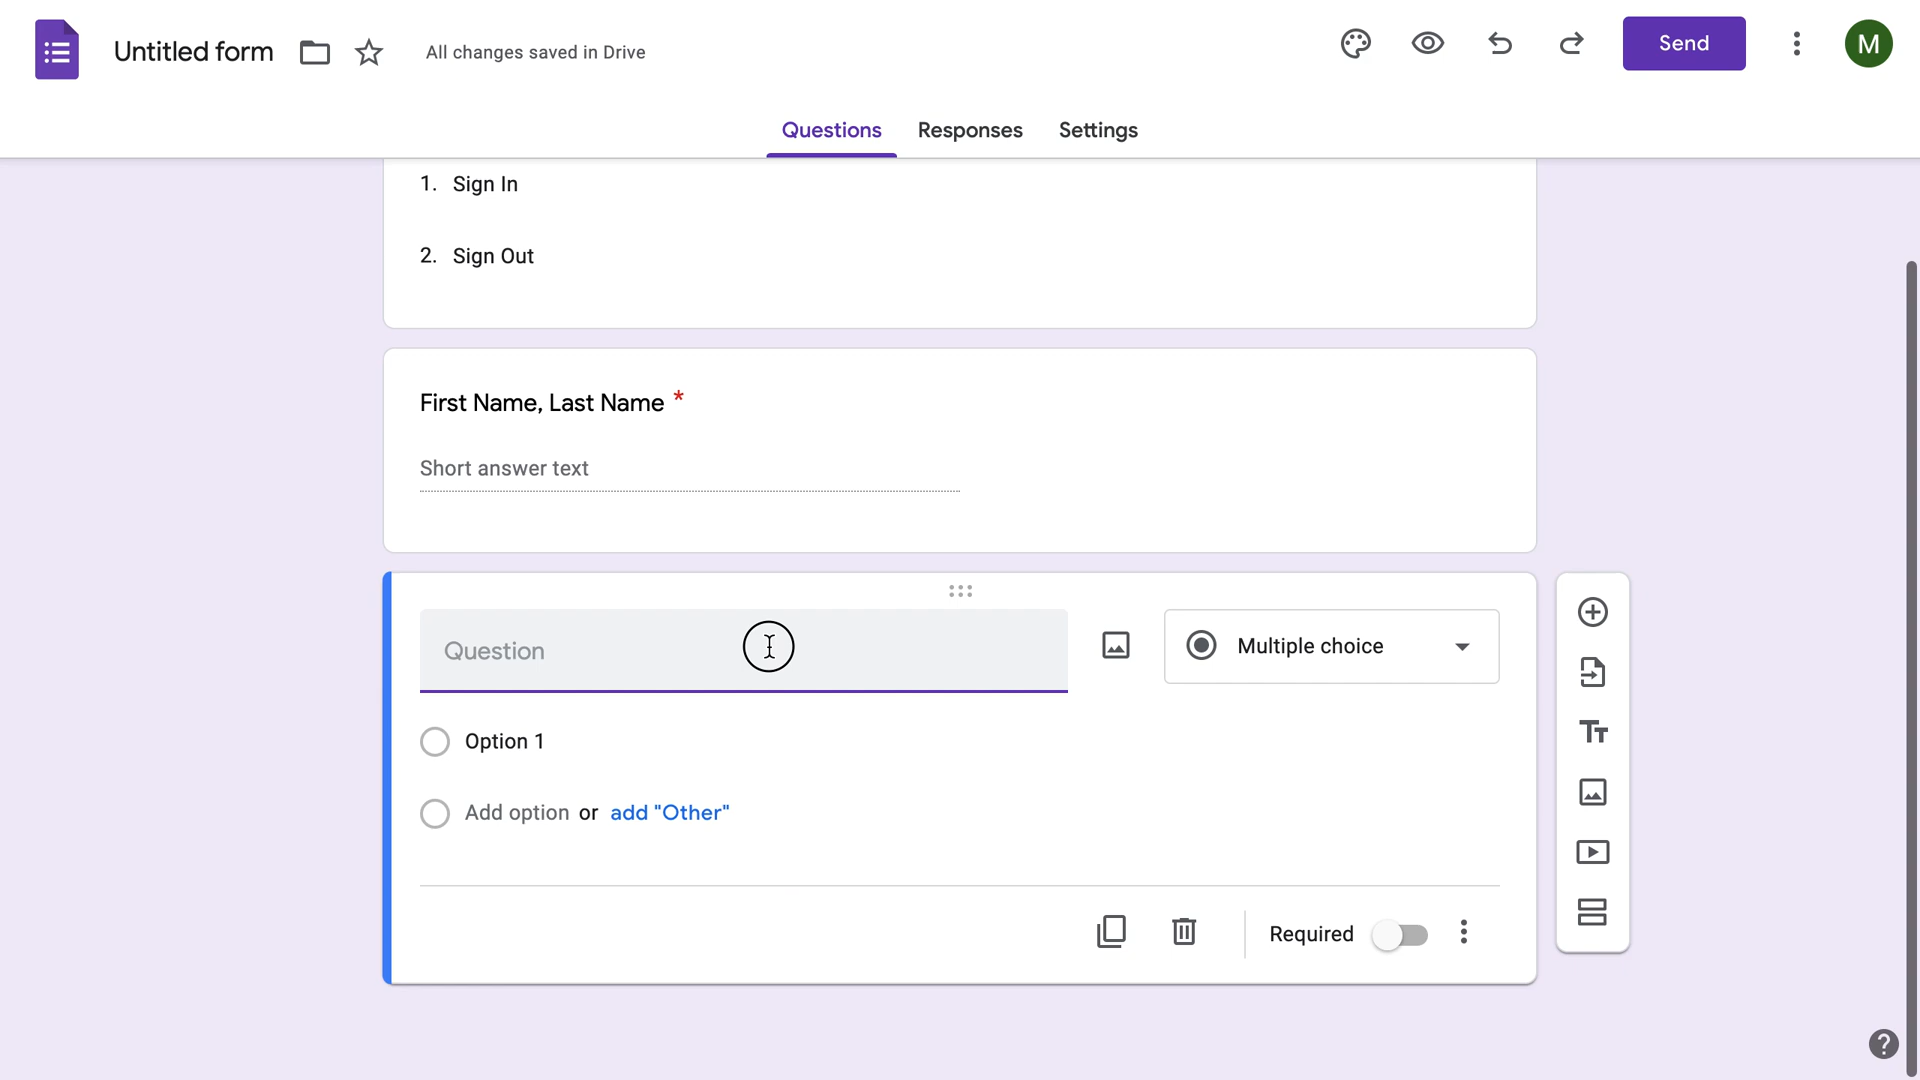 Untitled form
All changes saved in Drive
Send
M
Questions Responses Settings
1. Sign In
2. Sign Out
First Name, Last Name *
Short answer text
Question
Multiple choice
Option 1
Add option or add "Other"
Required